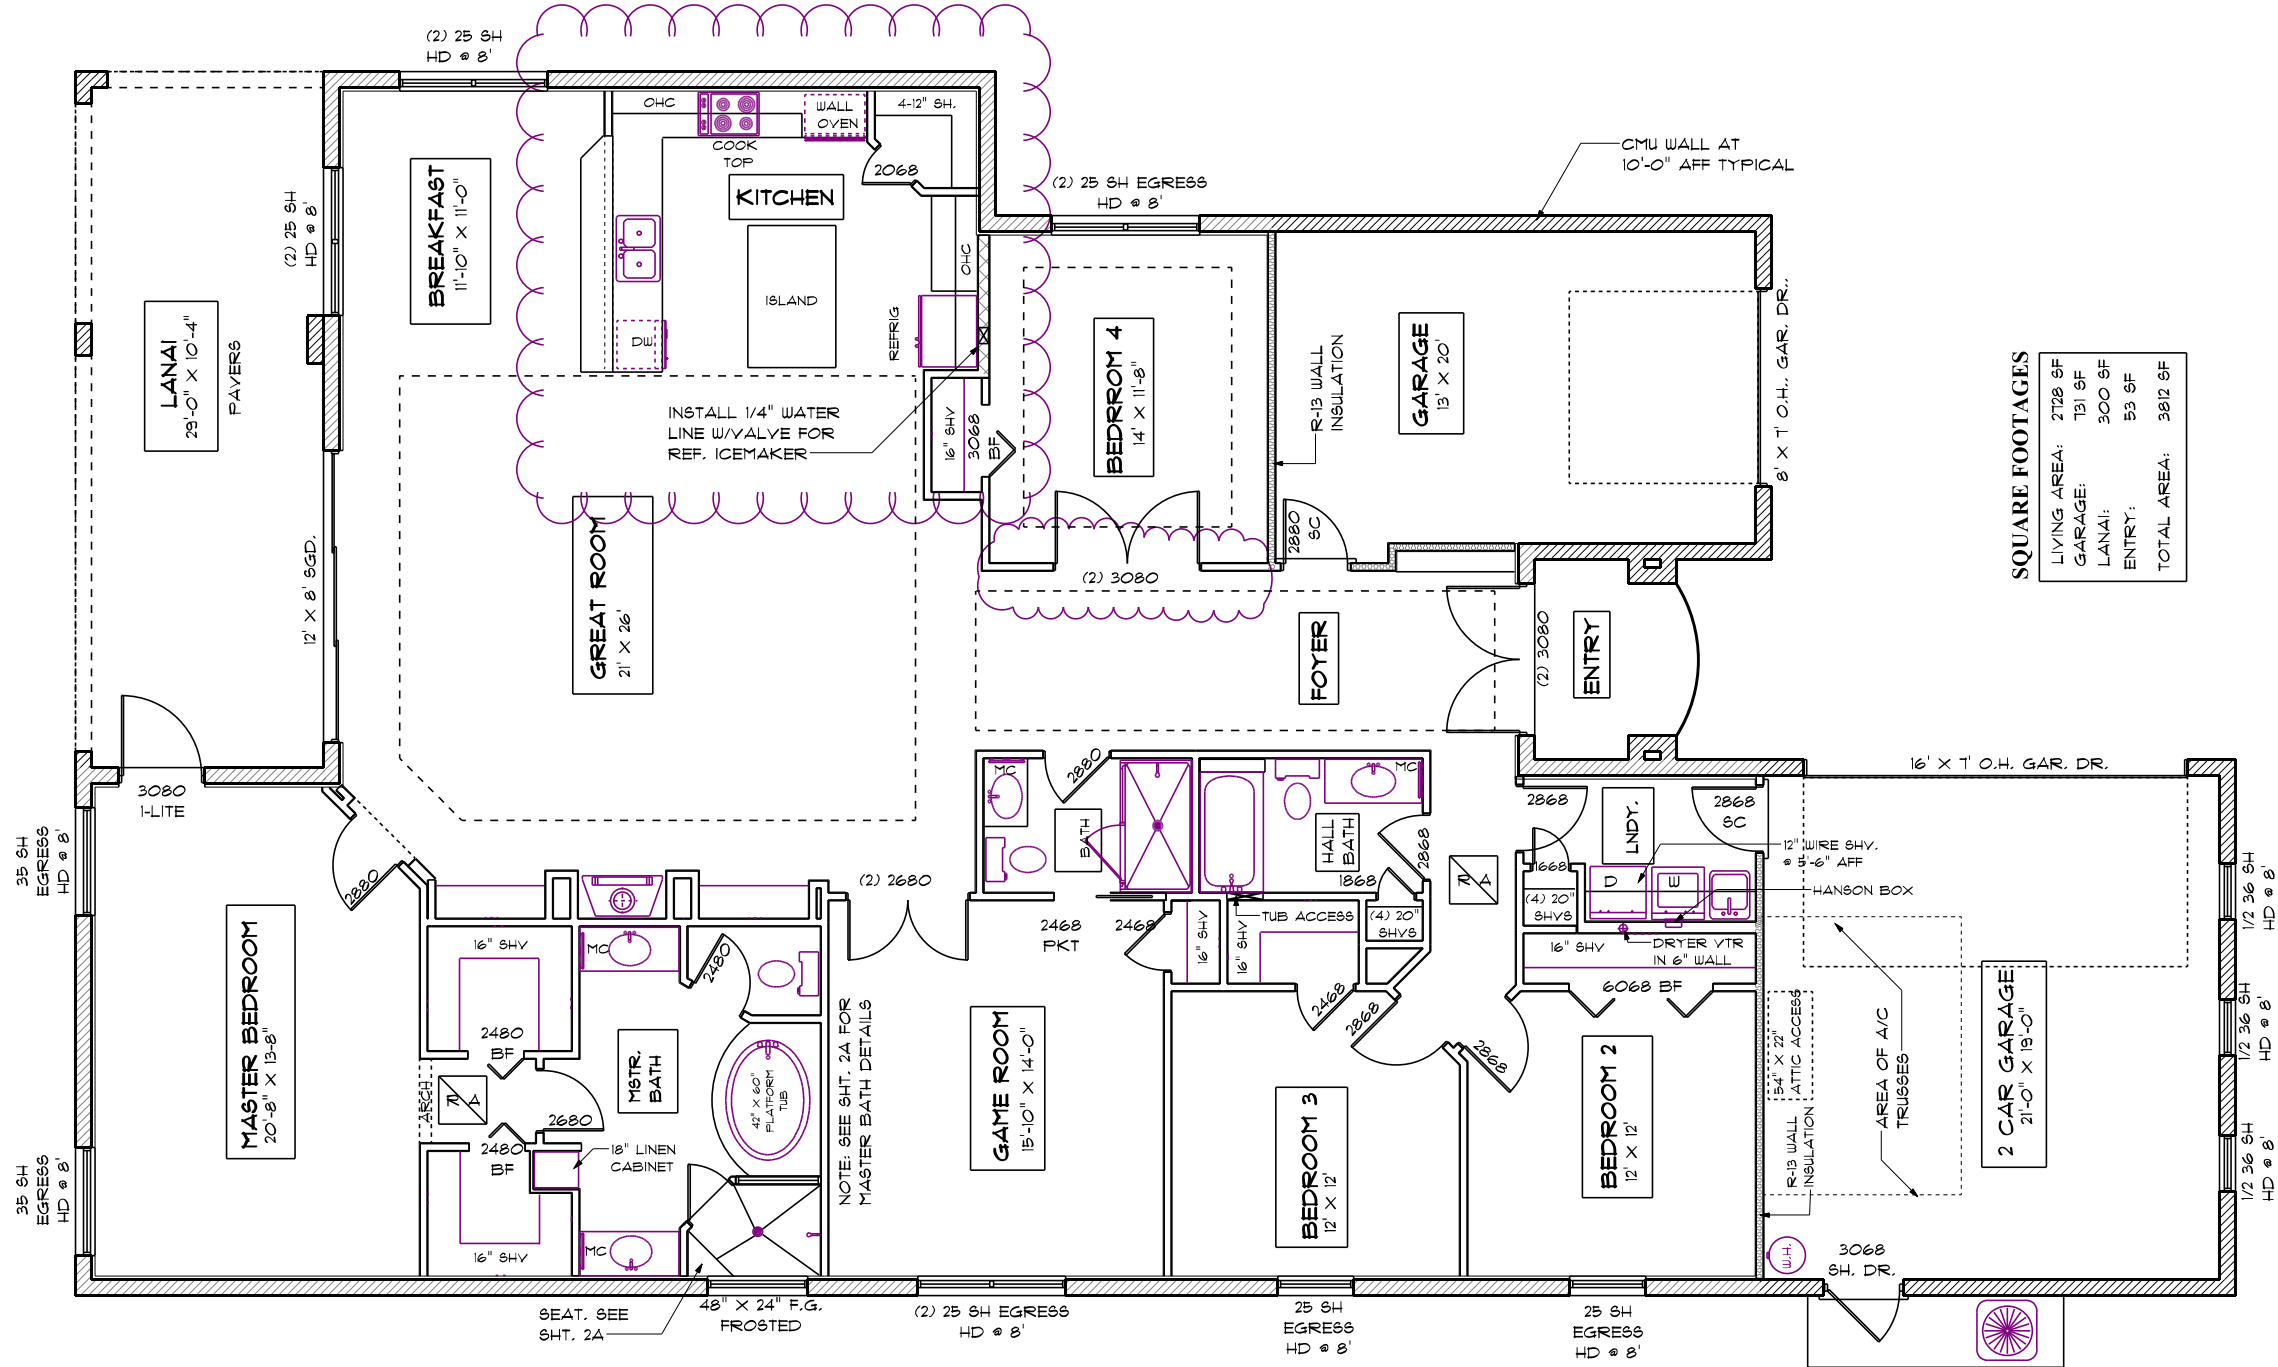 (2) 25 SH
HD @ 8'
OHC
WALL
OVEN
4-12" SH.
COOK
TOP
2068
KITCHEN
CMU WALL AT
10'-0" AFF TYPICAL
(2) 25 SH EGRESS
HD @ 8'
(2) 25 SH
HD @ 8'
BREAKFAST
11'-10" X 11'-0"
OHC
ISLAND
DW
REFRIG
LANAI
29'-0" X 10'-4"
PAVERS
BEDRROM 4
14' X 11'-8"
R-13 WALL
INSULATION
GARAGE
13' X 20'
8' X 7' O.H.. GAR. DR..
SQUARE FOOTAGES
LIVING AREA: 2728 SF
GARAGE: 731 SF
LANAI: 300 SF
ENTRY: 53 SF
TOTAL AREA: 3812 SF
INSTALL 1/4" WATER
LINE W/VALVE FOR
REF. ICEMAKER
16" SHV
3068
BF
12' X 8' SGD.
GREAT ROOM
21' X 26'
2880
SC
(2) 3080
FOYER
(2) 3080
ENTRY
3080
1-LITE
MC
2880
BATH
HALL
BATH
MC
2868
1868
2868
LNDY.
2868
SC
16' X 7' O.H. GAR. DR.
12" WIRE SHV.
@ 5'-6" AFF
1668
D
W
HANSON BOX
(4) 20"
SHVS
DRYER VTR
IN 6" WALL
16" SHV
6068 BF
35 SH
EGRESS
HD @ 8'
2880
(2) 2680
2468
PKT
2468
16" SHV
16" SHV
TUB ACCESS
(4) 20"
SHVS
2468
2868
2868
1/2 36 SH
HD @ 8'
1/2 36 SH
HD @ 8'
1/2 36 SH
HD @ 8'
MASTER BEDROOM
20'-8" X 13-8"
16" SHV
MC
2480
2480
BF
ARCH
MSTR.
BATH
42" X 60"
PLATFORM
TUB
NOTE: SEE SHT. 2A FOR
MASTER BATH DETAILS
GAME ROOM
15'-10" X 14'-0"
BEDROOM 3
12' X 12'
BEDROOM 2
12' X 12'
54" X 22"
ATTIC ACCESS
R-13 WALL
INSULATION
AREA OF A/C
TRUSSES
2 CAR GARAGE
21'-0" X 19'-0"
2680
2480
BF
18" LINEN
CABINET
16" SHV
MC
35 SH
EGRESS
HD @ 8'
W.H.
3068
SH. DR.
SEAT. SEE
SHT. 2A
48" X 24" F.G.
FROSTED
(2) 25 SH EGRESS
HD @ 8'
25 SH
EGRESS
HD @ 8'
25 SH
EGRESS
HD @ 8'